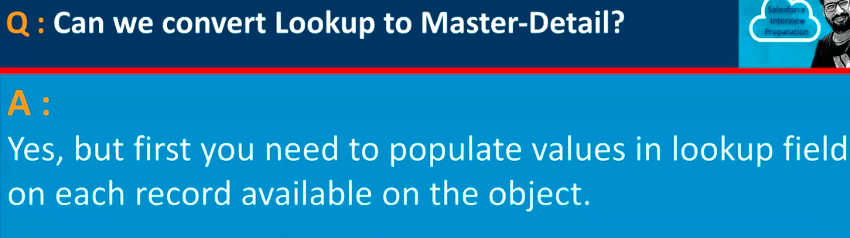 Q : Can we convert Lookup to Master-Detail?
Salesforce
Interview
Preparation
A :
Yes, but first you need to populate values in lookup field
on each record available on the object.